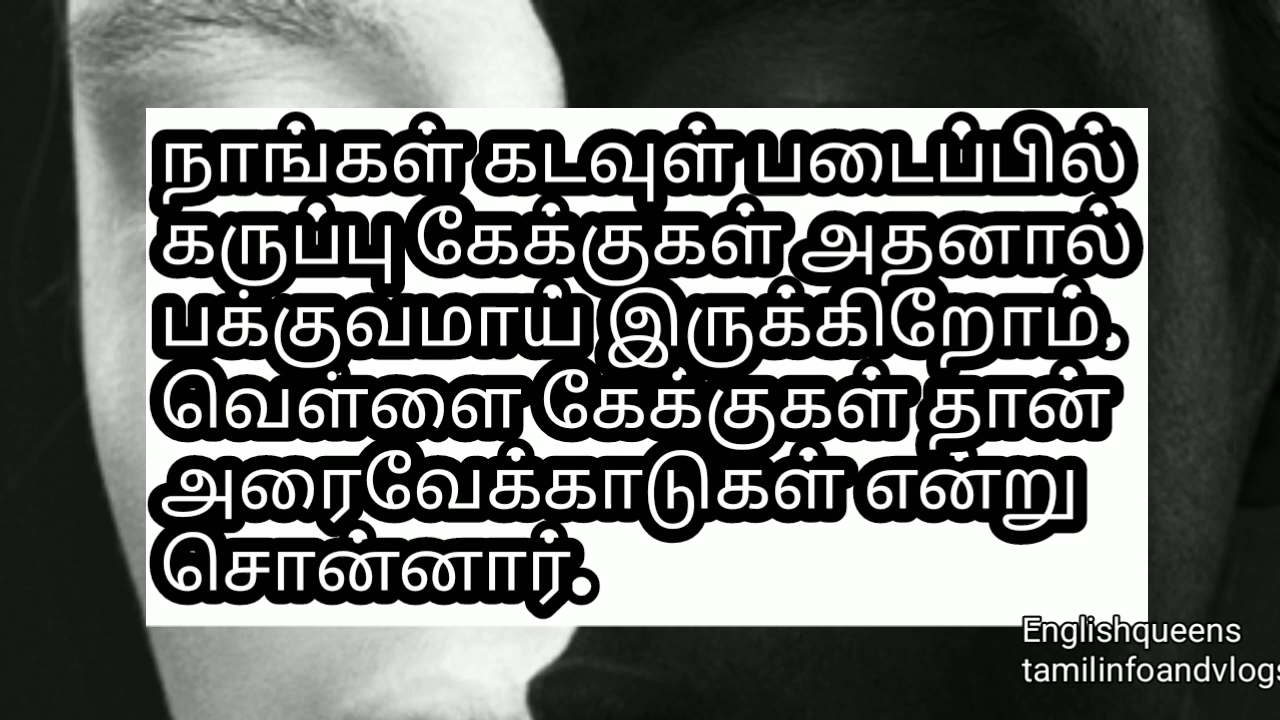 நாங்கள் கடவுள் படைப்பில்
கருப்பு கேக்குகள் அதனால்
பக்குவமாய் இருக்கிறோம்,
வெள்ளை கேக்குகள் தான்
அரைவேக்காடுகள் என்று
சொன்னார்.
Englishqueens
tamilinfoandvlogs